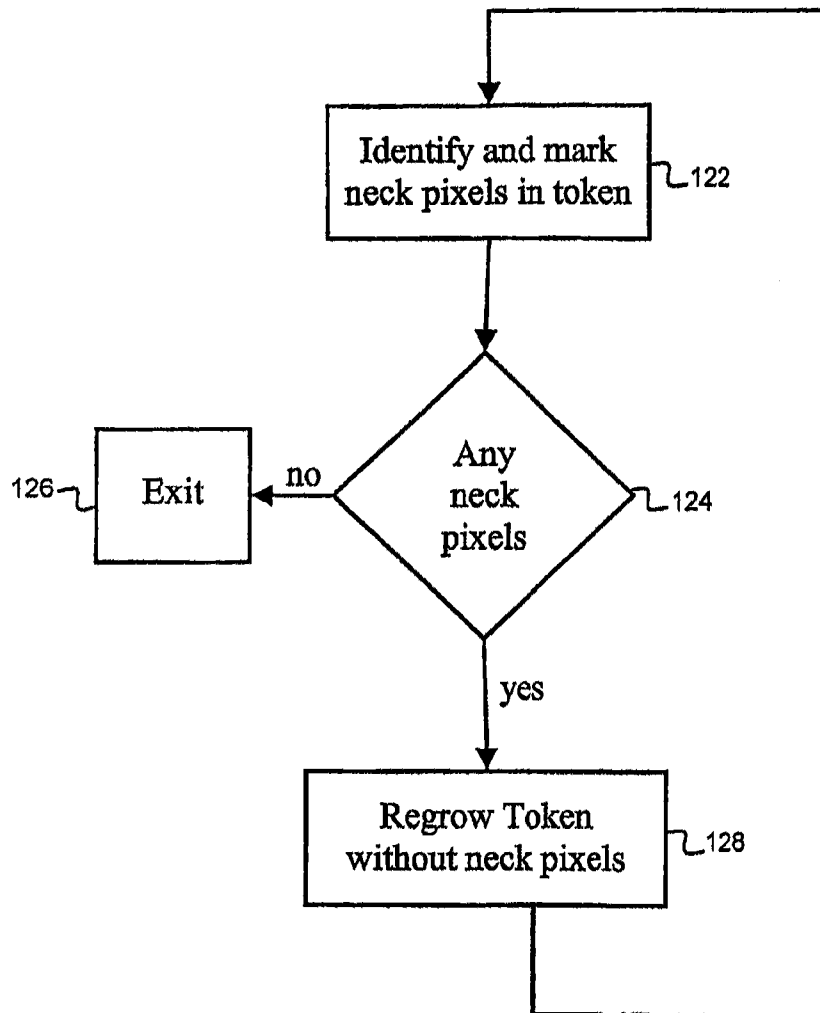 Identify and mark
neck pixels in token
122
Any
neck
pixels
124
no
Exit
126
yes
Regrow Token
without neck pixels
128